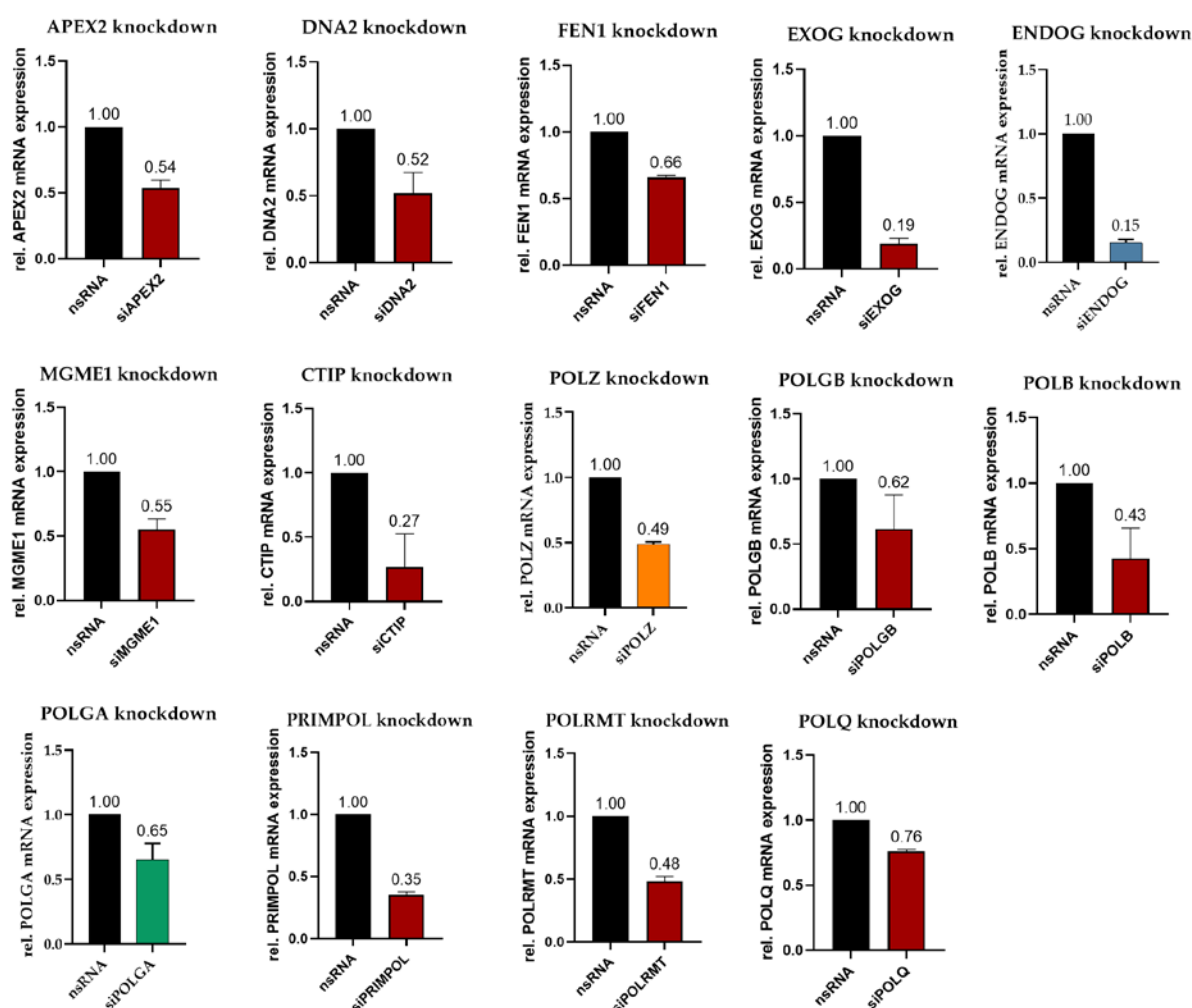 APEX2 knockdown
rel. APEX2 mRNA expression
1.5
1.0
0.5
0.0
1.00
0.54
nsRNA
siAPEX2
DNA2 knockdown
rel. DNA2 mRNA expression
1.5
1.0
0.5
0.0
1.00
0.52
nsRNA
siDNA2
FEN1 knockdown
rel. FEN1 mRNA expression
1.5
1.0
0.5
0.0
1.00
0.66
nsRNA
siFEN1
EXOG knockdown
rel. EXOG mRNA expression
1.5
1.0
0.5
0.0
1.00
0.19
nsRNA
siEXOG
ENDOG knockdown
rel. ENDOG mRNA expression
1.5
1.0
0.5
0.0
1.00
0.15
nsRNA
siENDOG
MGME1 knockdown
rel. MGME1 mRNA expression
1.5
1.0
0.5
0.0
1.00
0.55
nsRNA
siMGME1
CTIP knockdown
rel. CTIP mRNA expression
1.5
1.0
0.5
0.0
1.00
0.27
nsRNA
siCTIP
POLZ knockdown
rel. POLZ mRNA expression
1.5
1.0
0.5
0.0
1.00
0.49
nsRNA
siPOLZ
POLGB knockdown
rel. POLGB mRNA expression
1.5
1.0
0.5
0.0
1.00
0.62
nsRNA
siPOLGB
POLB knockdown
rel. POLB mRNA expression
1.5
1.0
0.5
0.0
1.00
0.43
nsRNA
siPOLB
POLGA knockdown
rel. POLGA mRNA expression
1.5
1.0
0.5
0.0
1.00
0.65
nsRNA
siPOLGA
PRIMPOL knockdown
rel. PRIMPOL mRNA expression
1.5
1.0
0.5
0.0
1.00
0.35
nsRNA
siPRIMPOL
POLRMT knockdown
rel. POLRMT mRNA expression
1.5
1.0
0.5
0.0
1.00
0.48
nsRNA
siPOLRMT
POLQ knockdown
rel. POLQ mRNA expression
1.5
1.0
0.5
0.0
1.00
0.76
nsRNA
siPOLQ